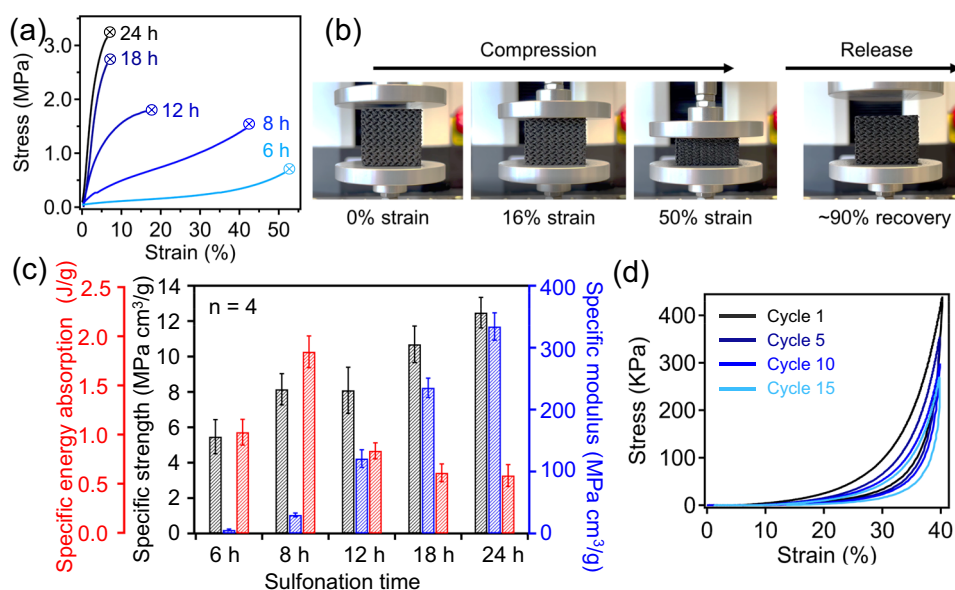 (a)
Stress (MPa)
3.0
2.0
1.0
0.0
24 h
18 h
12 h
8 h
6 h
0 10 20 30 40 50
Strain (%)
(b)
Compression
Release
0% strain
16% strain
50% strain
~90% recovery
(c)
Specific energy absorption (J/g)
2.5
2.0
1.5
1.0
0.5
0.0
Specific strength (MPa cm³/g)
14
12
10
8
6
4
2
0
n = 4
6 h 8 h 12 h 18 h 24 h
Sulfonation time
400
300
200
100
0
Specific modulus (MPa cm³/g)
(d)
Stress (KPa)
400
300
200
100
0
Cycle 1
Cycle 5
Cycle 10
Cycle 15
0 10 20 30 40
Strain (%)